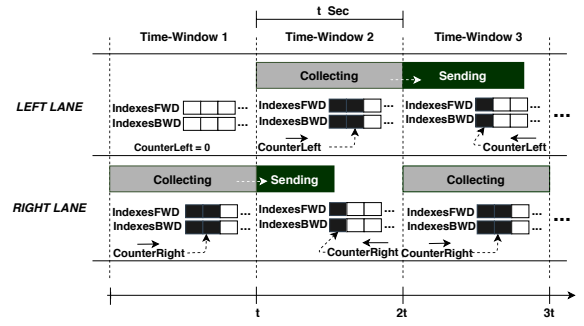 t Sec
Time-Window 1 Time-Window 2 Time-Window 3
Collecting Sending
LEFT LANE
IndexesFWD ... IndexesFWD ... IndexesFWD ...
IndexesBWD ... IndexesBWD ... IndexesBWD ...
...
CounterLeft = 0 CounterLeft CounterLeft
Collecting Sending Collecting
RIGHT LANE
IndexesFWD ... IndexesFWD ... IndexesFWD ...
IndexesBWD ... IndexesBWD ... IndexesBWD ...
...
CounterRight CounterRight CounterRight
t 2t 3t